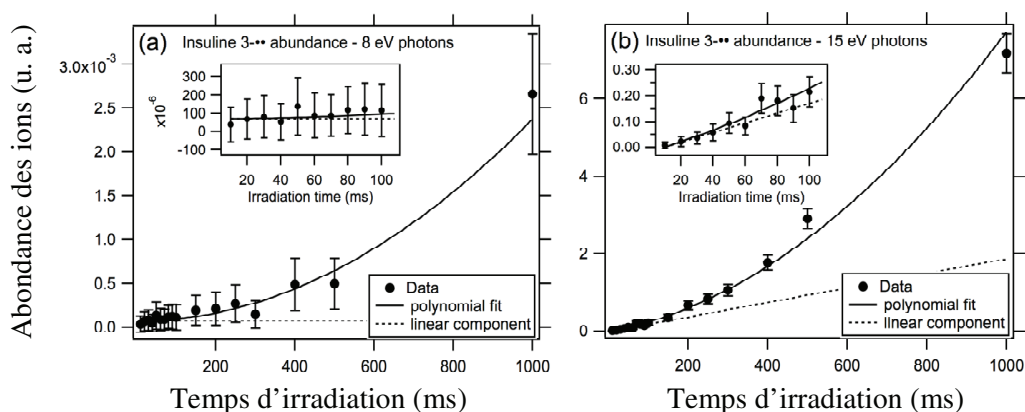 Abondance des ions (u. a.)
(a) Insuline 3-•• abundance - 8 eV photons
3.0x10⁻³
2.5
2.0
1.5
1.0
0.5
0.0
x10⁻⁶
300
200
100
0
-100
20 40 60 80 100
Irradiation time (ms)
Data
polynomial fit
linear component
200 400 600 800 1000
Temps d’irradiation (ms)
(b) Insuline 3-•• abundance - 15 eV photons
6
4
2
0
0.30
0.20
0.10
0.00
20 40 60 80 100
Irradiation time (ms)
Data
polynomial fit
linear component
200 400 600 800 1000
Temps d’irradiation (ms)